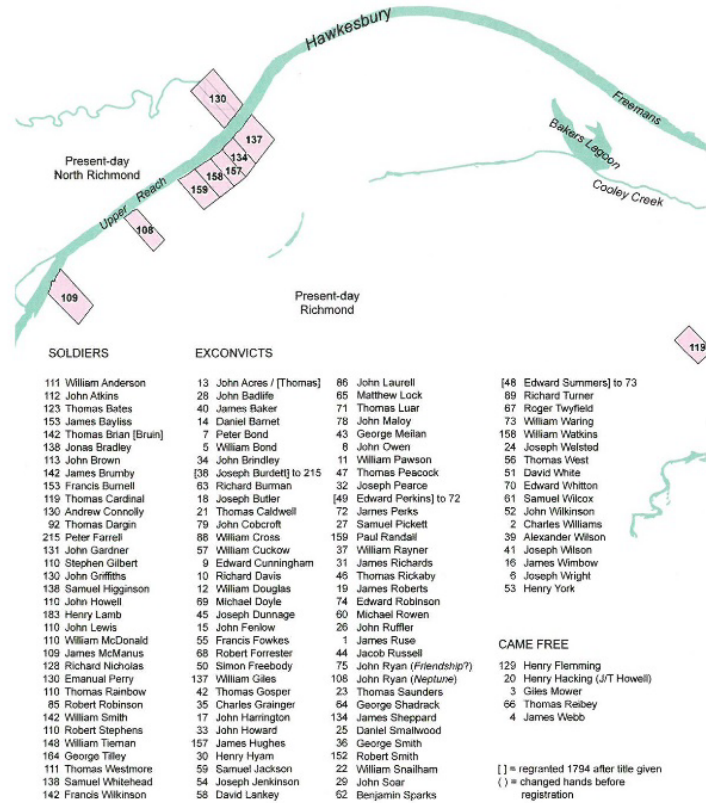 Hawkesbury
Freemans
130
Bakers Lagoon
137
134
Present-day
North Richmond
158
157
159
Cooley Creek
Upper Reach
108
109
Present-day
Richmond
119
SOLDIERS
111 William Anderson
112 John Atkins
123 Thomas Bates
153 James Bayliss
142 Thomas Brian [Bruin]
138 Jonas Bradley
113 John Brown
142 James Brumby
153 Francis Burnell
119 Thomas Cardinal
130 Andrew Connolly
92 Thomas Dargin
215 Peter Farrell
131 John Gardner
110 Stephen Gilbert
130 John Griffiths
138 Samuel Higginson
110 John Howell
183 Henry Lamb
110 John Lewis
110 William McDonald
109 James McManus
128 Richard Nicholas
130 Emanual Perry
110 Thomas Rainbow
85 Robert Robinson
142 William Smith
110 Robert Stephens
148 William Tieman
164 George Tilley
111 Thomas Westmore
138 Samuel Whitehead
142 Francis Wilkinson
EXCONVICTS
13 John Acres / [Thomas]
28 John Badlife
40 James Baker
14 Daniel Barnet
7 Peter Bond
5 William Bond
34 John Brindley
[38 Joseph Burdett] to 215
63 Richard Burman
18 Joseph Butler
21 Thomas Caldwell
79 John Cobcroft
88 William Cross
57 William Cuckow
9 Edward Cunningham
10 Richard Davis
12 William Douglas
69 Michael Doyle
45 Joseph Dunnage
15 John Fenlow
55 Francis Fowkes
68 Robert Forrester
50 Simon Freebody
137 William Giles
42 Thomas Gosper
35 Charles Grainger
17 John Harrington
33 John Howard
157 James Hughes
30 Henry Hyam
59 Samuel Jackson
54 Joseph Jenkinson
58 David Lankey
86 John Laurell
65 Matthew Lock
71 Thomas Luar
78 John Maloy
43 George Meilan
8 John Owen
11 William Pawson
47 Thomas Peacock
32 Joseph Pearce
[49 Edward Perkins] to 72
72 James Perks
27 Samuel Pickett
159 Paul Randall
37 William Rayner
31 James Richards
46 Thomas Rickaby
19 James Roberts
74 Edward Robinson
60 Michael Rowen
26 John Ruffler
1 James Ruse
44 Jacob Russell
75 John Ryan (Friendship?)
108 John Ryan (Neptune)
23 Thomas Saunders
64 George Shadrack
134 James Sheppard
25 Daniel Smallwood
36 George Smith
152 Robert Smith
22 William Snailham
29 John Soar
62 Benjamin Sparks
[48 Edward Summers] to 73
89 Richard Turner
67 Roger Twyfield
73 William Waring
158 William Watkins
24 Joseph Welsted
56 Thomas West
51 David White
70 Edward Whitton
61 Samuel Wilcox
52 John Wilkinson
2 Charles Williams
39 Alexander Wilson
41 Joseph Wilson
16 James Wimbow
6 Joseph Wright
53 Henry York
CAME FREE
129 Henry Flemming
20 Henry Hacking (J/T Howell)
3 Giles Mower
66 Thomas Reibey
4 James Webb
[ ] = regranted 1794 after title given
( ) = changed hands before
registration